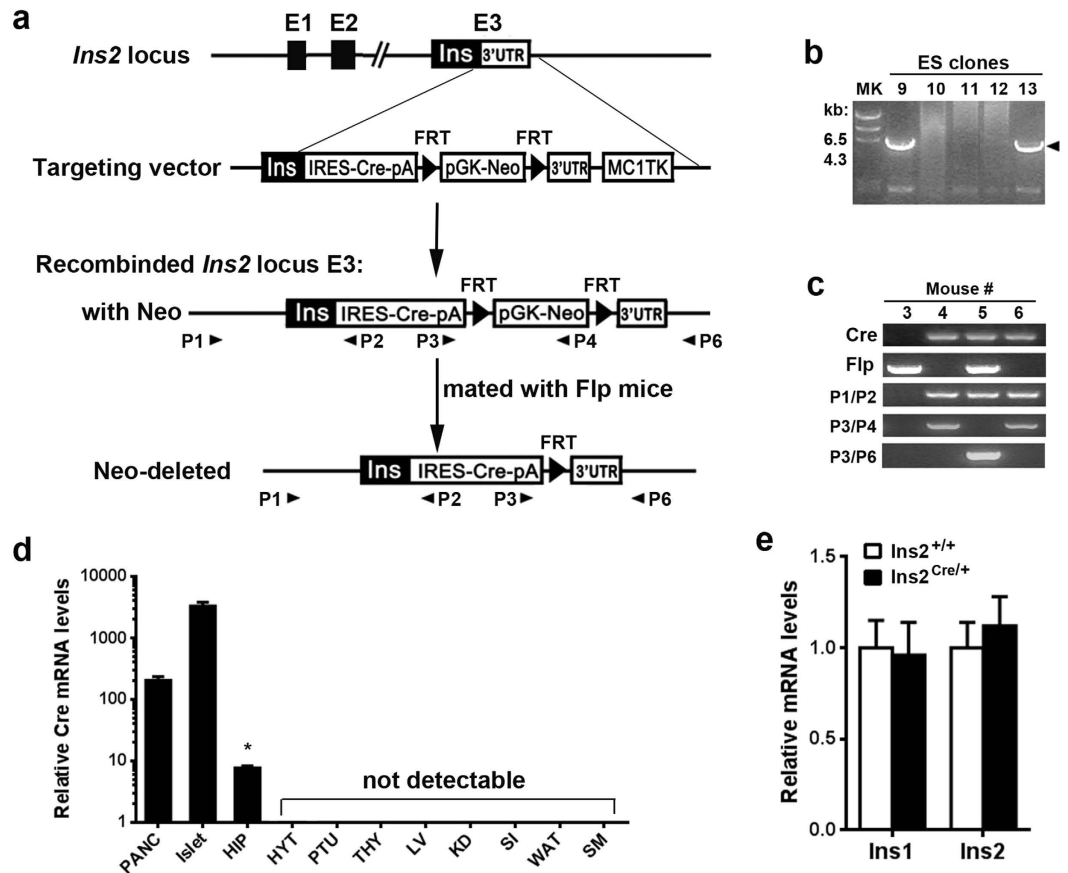 a
E1 E2 E3
Ins2 locus
Ins 3'UTR
FRT FRT
Targeting vector
Ins IRES-Cre-pA pGK-Neo 3'UTR MC1TK
Recombinded Ins2 locus E3:
FRT FRT
with Neo
Ins IRES-Cre-pA pGK-Neo 3'UTR
P1 P2 P3 P4 P6
mated with Flp mice
FRT
Neo-deleted
Ins IRES-Cre-pA 3'UTR
P1 P2 P3 P6
b
ES clones
MK 9 10 11 12 13
kb:
6.5
4.3
c
Mouse #
3 4 5 6
Cre
Flp
P1/P2
P3/P4
P3/P6
d
Relative Cre mRNA levels
10000
1000
100
10
1
*
not detectable
PANC Islet HIP HYT PTU THY LV KD SI WAT SM
e
Relative mRNA levels
1.5
1.0
0.5
0.0
Ins2+/+
Ins2Cre/+
Ins1 Ins2